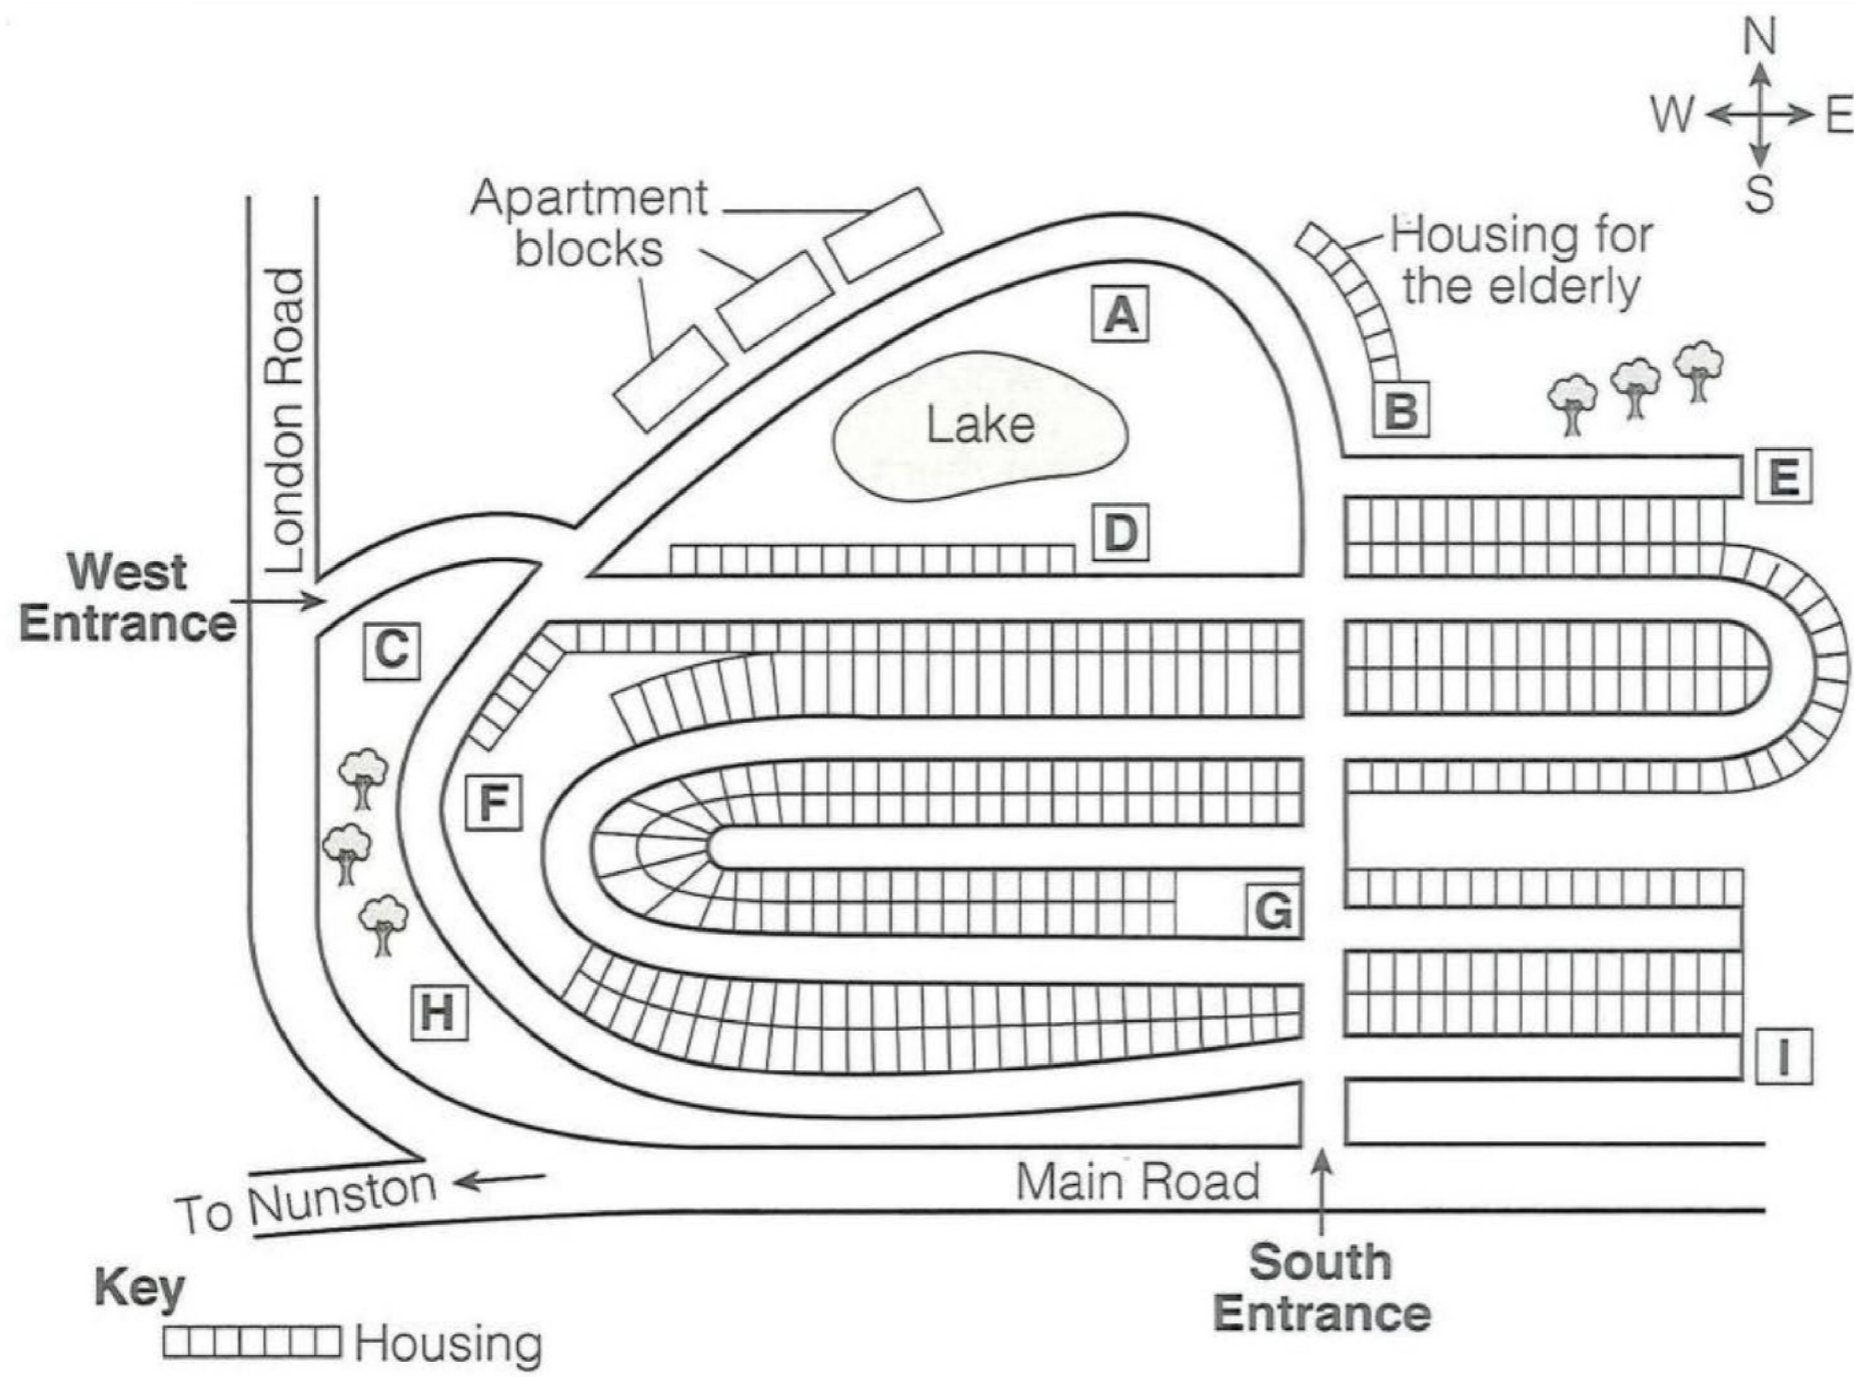 N
W E
S
Apartment
blocks
Housing for
the elderly
London Road
A
Lake
B
D
E
West
Entrance
C
F
G
H
I
To Nunston
Main Road
South
Entrance
Key
Housing